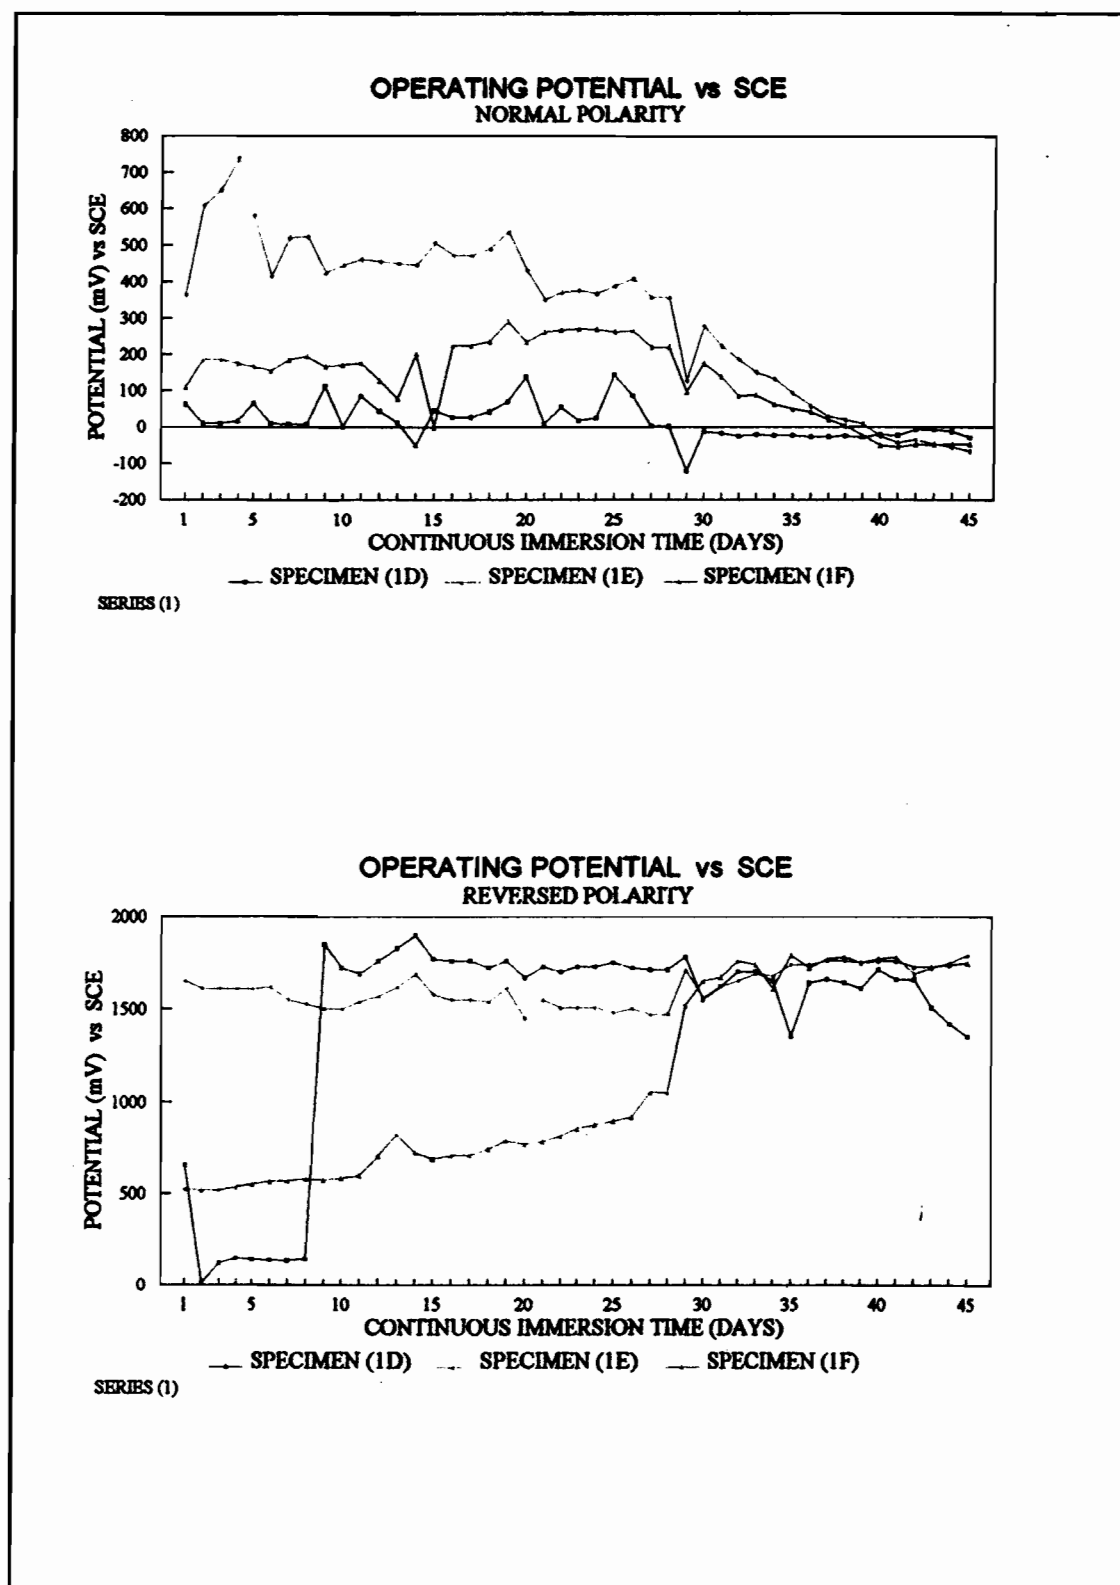 OPERATING POTENTIAL vs SCE
NORMAL POLARITY
800
700
600
500
400
300
200
100
0
-100
-200
POTENTIAL (mV) vs SCE
1 5 10 15 20 25 30 35 40 45
CONTINUOUS IMMERSION TIME (DAYS)
SPECIMEN (1D) SPECIMEN (1E) SPECIMEN (1F)
SERIES (1)
OPERATING POTENTIAL vs SCE
REVERSED POLARITY
2000
1500
1000
500
0
POTENTIAL (mV) vs SCE
1 5 10 15 20 25 30 35 40 45
CONTINUOUS IMMERSION TIME (DAYS)
SPECIMEN (1D) SPECIMEN (1E) SPECIMEN (1F)
SERIES (1)